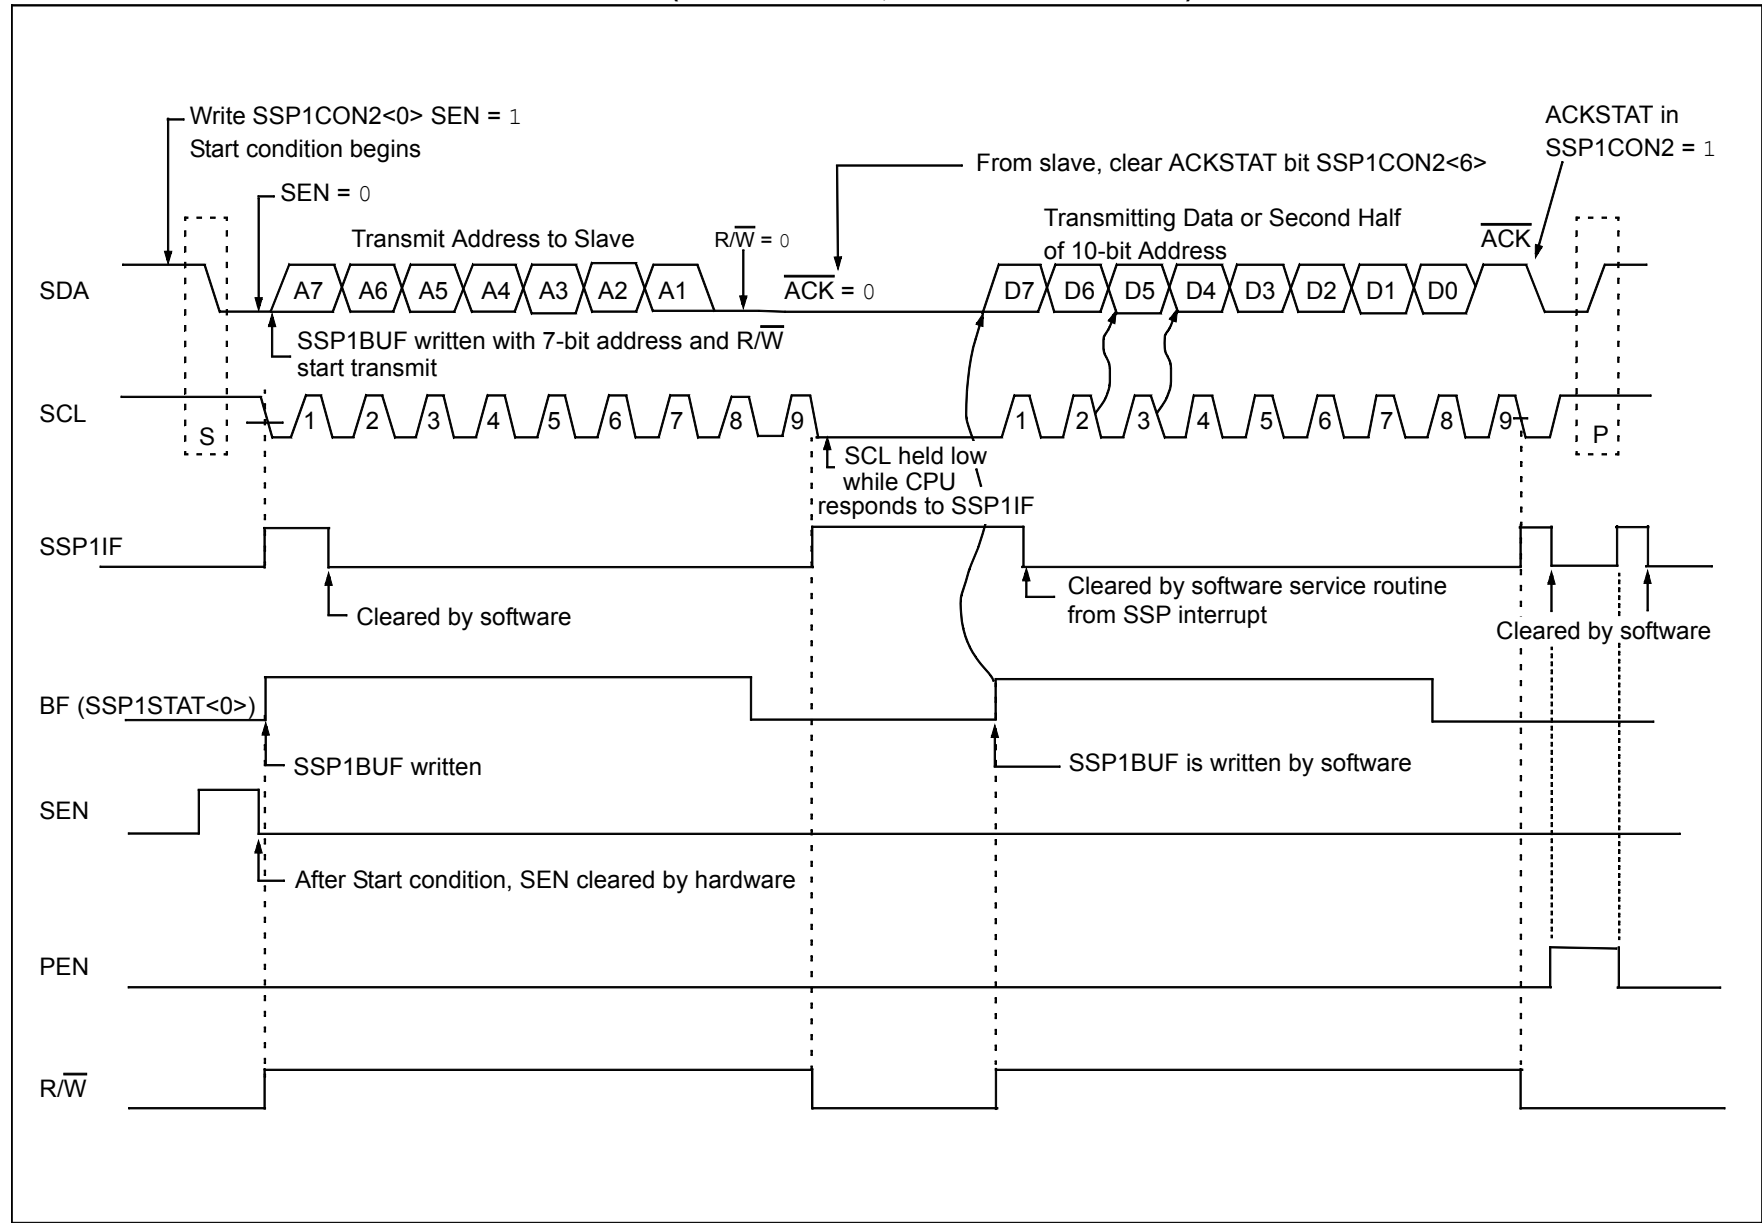 Write SSP1CON2<0> SEN = 1
Start condition begins
ACKSTAT in
SSP1CON2 = 1
From slave, clear ACKSTAT bit SSP1CON2<6>
SEN = 0
Transmit Address to Slave
R/W̅ = 0
Transmitting Data or Second Half
of 10-bit Address
A̅C̅K̅
SDA
A7 A6 A5 A4 A3 A2 A1
A̅C̅K̅ = 0
D7 D6 D5 D4 D3 D2 D1 D0
SSP1BUF written with 7-bit address and R/W̅
start transmit
SCL
S
1 2 3 4 5 6 7 8 9
1 2 3 4 5 6 7 8 9
P
SCL held low
while CPU
responds to SSP1IF
SSP1IF
Cleared by software
Cleared by software service routine
from SSP interrupt
Cleared by software
BF (SSP1STAT<0>)
SSP1BUF written
SSP1BUF is written by software
SEN
After Start condition, SEN cleared by hardware
PEN
R/W̅